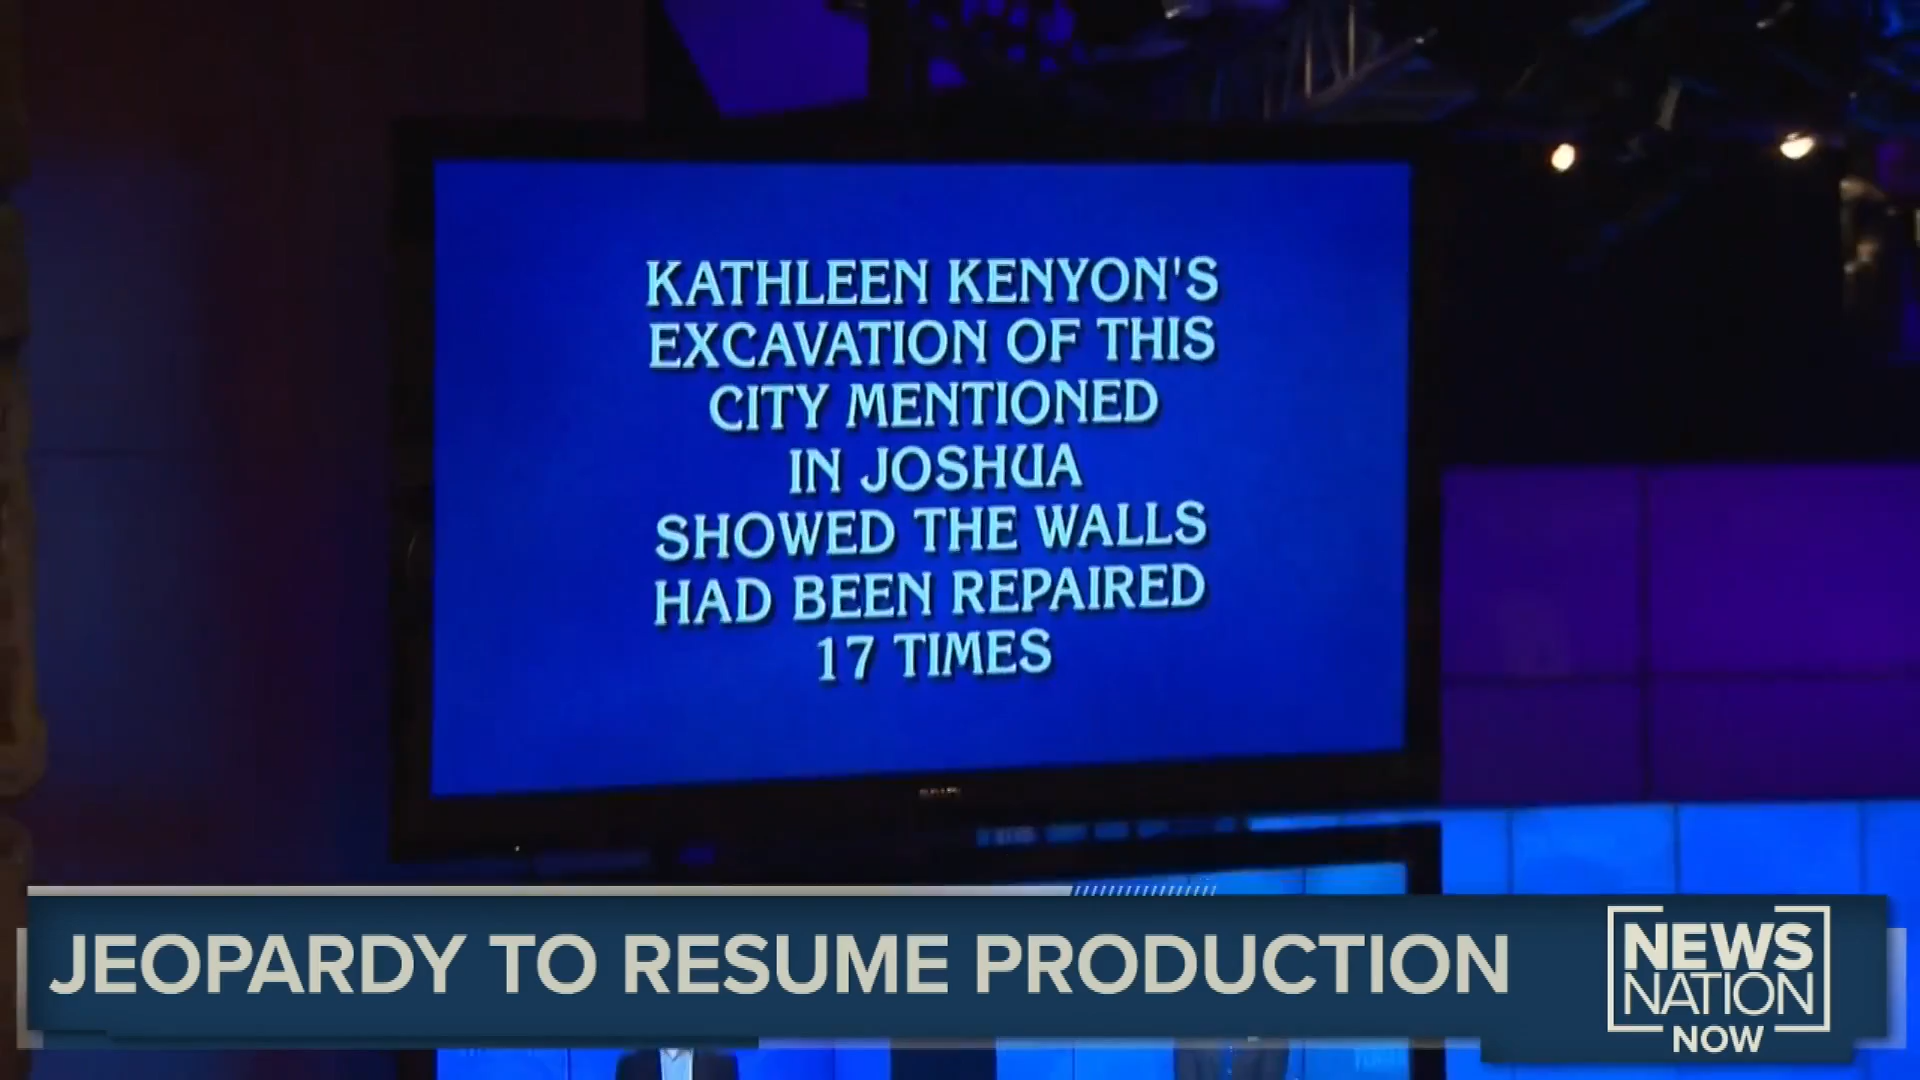 KATHLEEN KENYON'S
EXCAVATION OF THIS
CITY MENTIONED
IN JOSHUA
SHOWED THE WALLS
HAD BEEN REPAIRED
17 TIMES
JEOPARDY TO RESUME PRODUCTION
NEWS
NATION
NOW